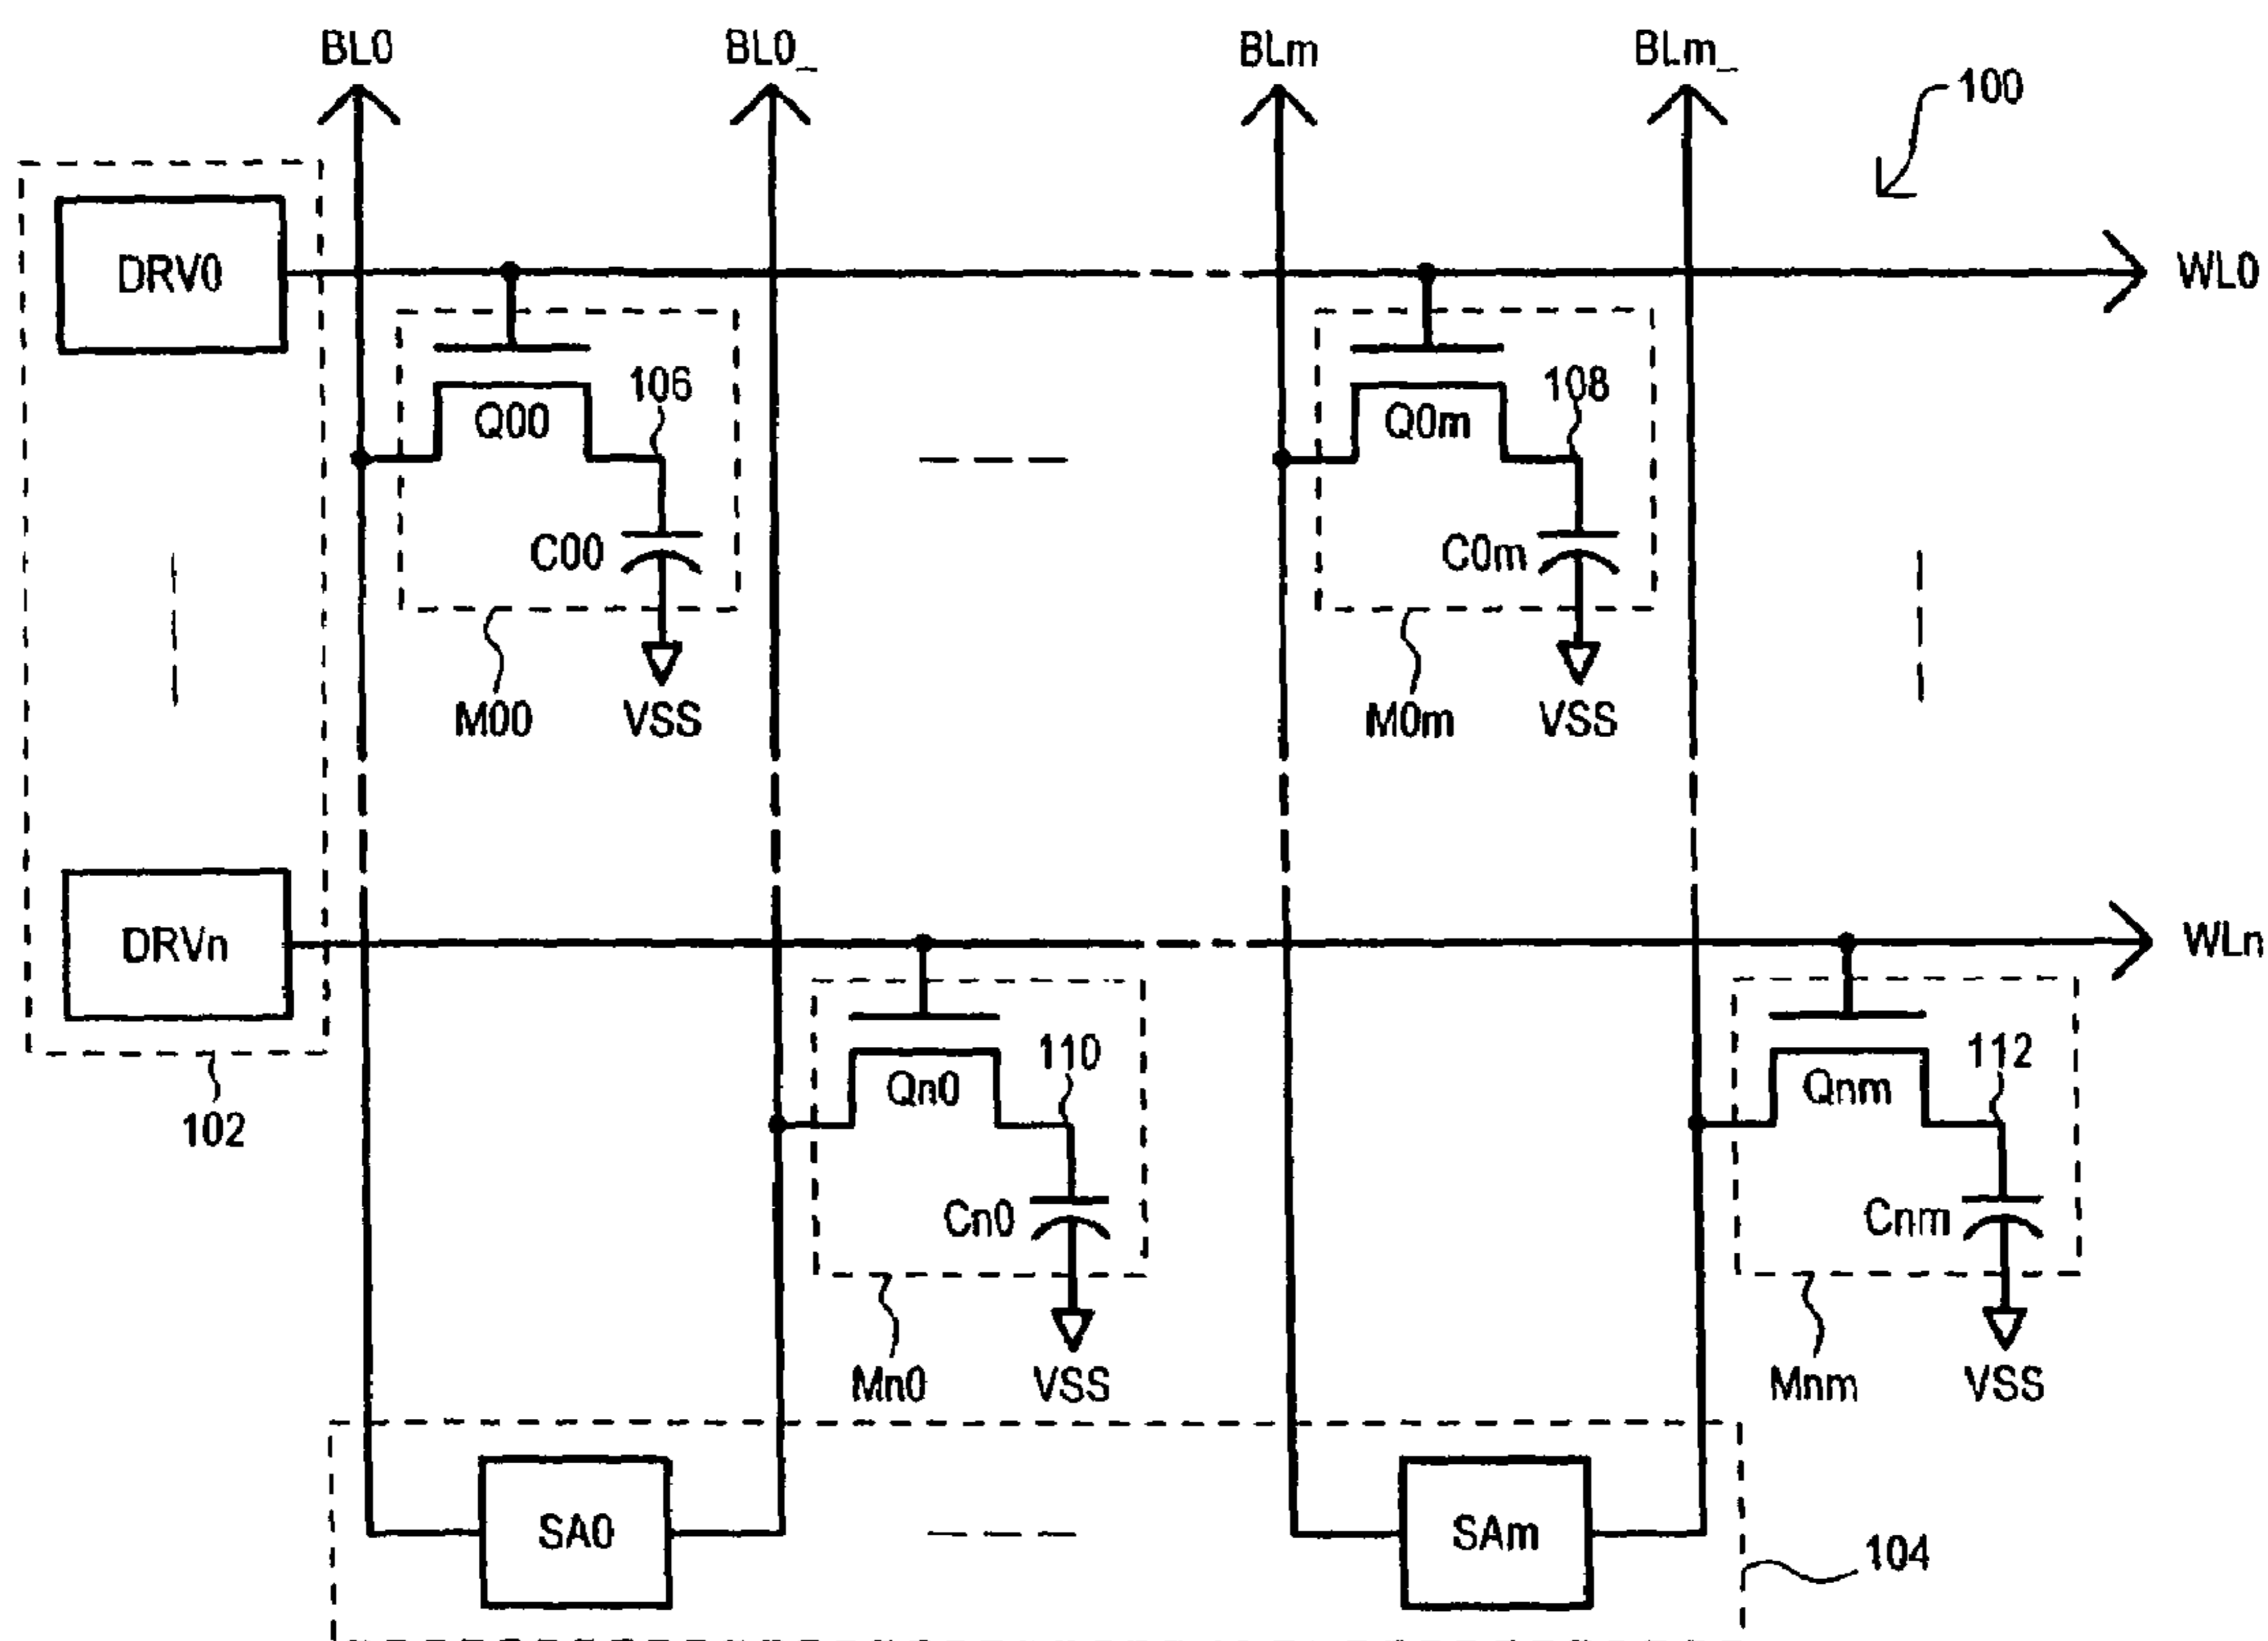 BL0 BL0_ BLm BLm_
100
DRV0
WL0
106
108
Q00
Q0m
C00
C0m
M00 VSS
M0m VSS
DRVn
WLn
110
112
Qn0
Qnm
102
Cn0
Cnm
Mn0 VSS
Mnm VSS
SA0
SAm
104